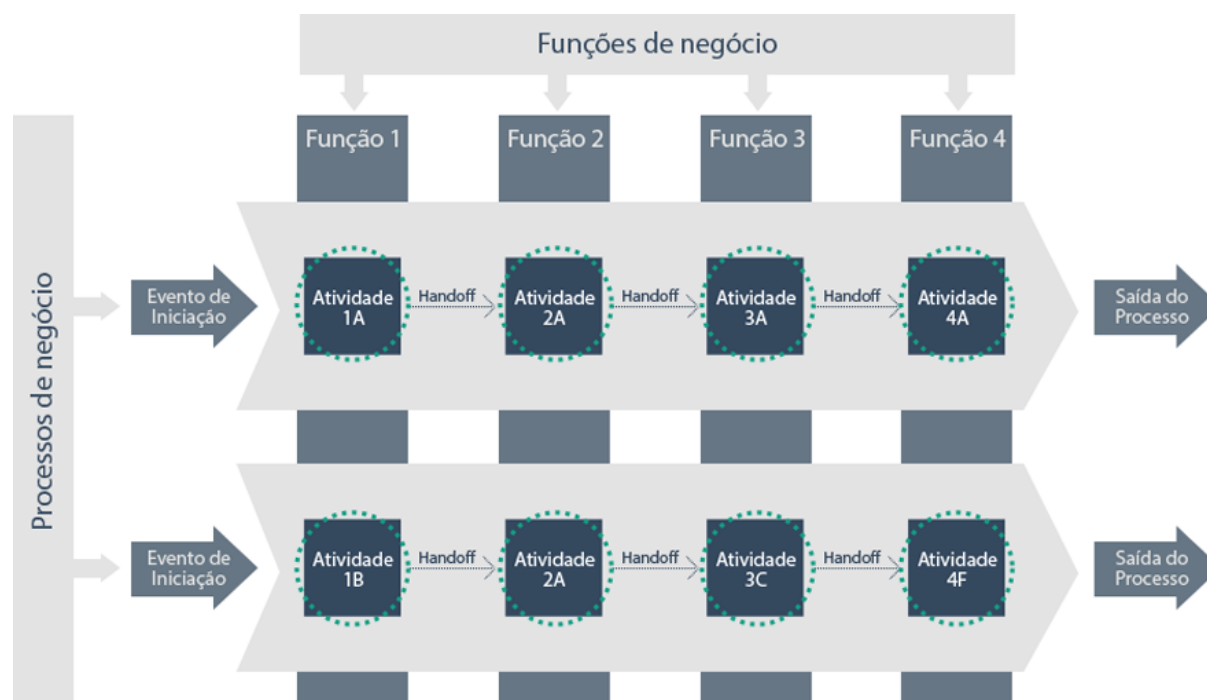 Funções de negócio
Função 1
Função 2
Função 3
Função 4
Processos de negócio
Evento de
Iniciação
Atividade
1A
Handoff
Atividade
2A
Handoff
Atividade
3A
Handoff
Atividade
4A
Saída do
Processo
Evento de
Iniciação
Atividade
1B
Handoff
Atividade
2A
Handoff
Atividade
3C
Handoff
Atividade
4F
Saída do
Processo